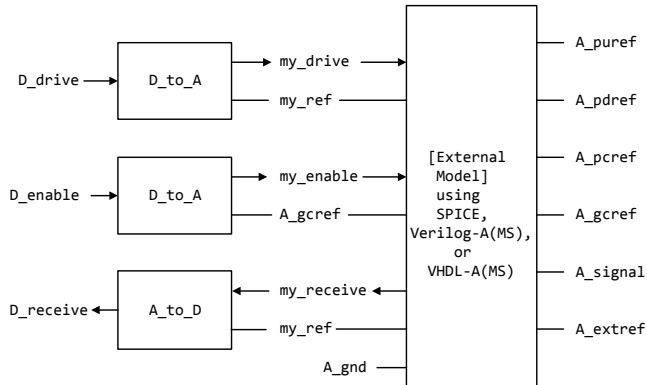 D_drive
D_to_A
my_drive
my_ref
D_enable
D_to_A
my_enable
A_gcref
D_receive
A_to_D
my_receive
my_ref
A_gnd
[External
Model]
using
SPICE,
Verilog-A(MS),
or
VHDL-A(MS)
A_puref
A_pdref
A_pcref
A_gcref
A_signal
A_extref